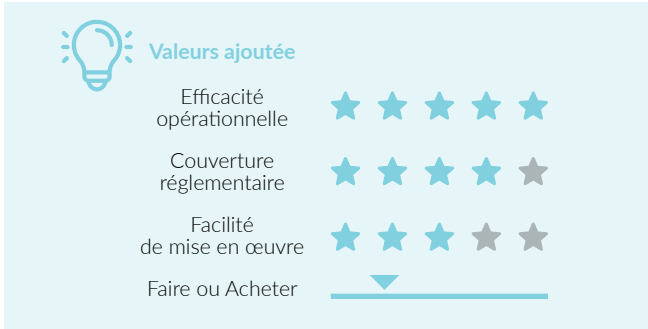 Valeurs ajoutée
Efficacité
opérationnelle
Couverture
réglementaire
Facilité
de mise en œuvre
Faire ou Acheter